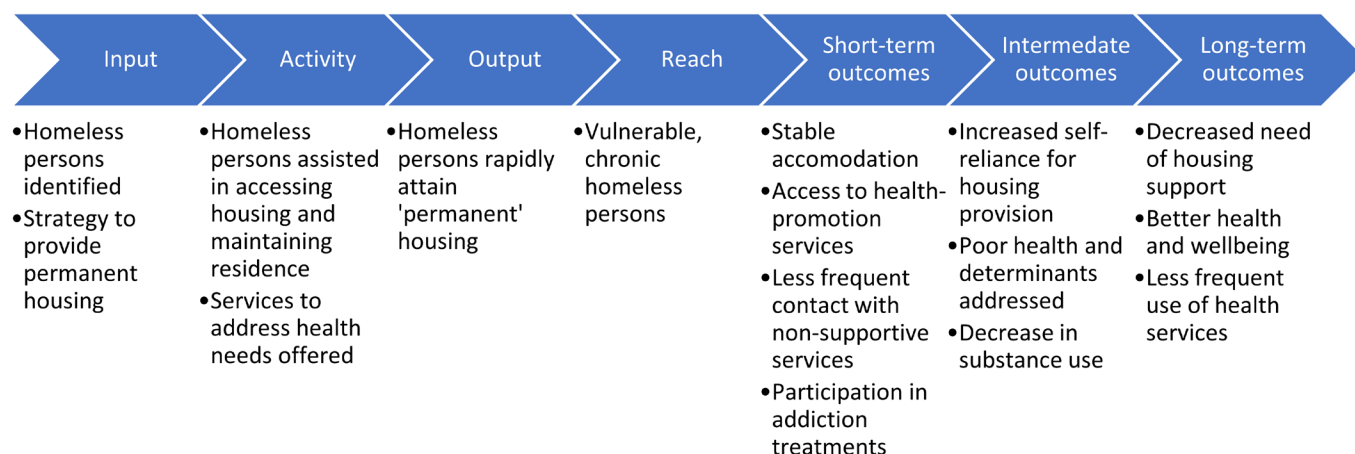 Input
Activity
Output
Reach
Short-term
outcomes
Intermedate
outcomes
Long-term
outcomes
•Homeless
persons
identified
•Strategy to
provide
permanent
housing
•Homeless
persons assisted
in accessing
housing and
maintaining
residence
•Services to
address health
needs offered
•Homeless
persons rapidly
attain
'permanent'
housing
•Vulnerable,
chronic
homeless
persons
•Stable
accomodation
•Access to health-
promotion
services
•Less frequent
contact with
non-supportive
services
•Participation in
addiction
treatments
•Increased self-
reliance for
housing
provision
•Poor health and
determinants
addressed
•Decrease in
substance use
•Decreased need
of housing
support
•Better health
and wellbeing
•Less frequent
use of health
services